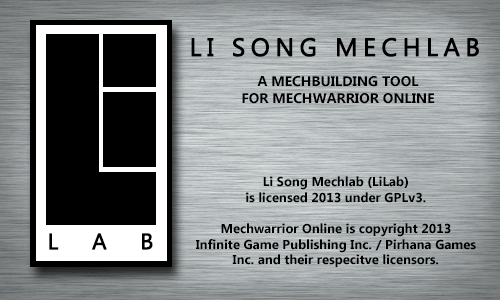 LI SONG MECHLAB
A MECHBUILDING TOOL
FOR MECHWARRIOR ONLINE
Li Song Mechlab (LiLab)
is licensed 2013 under GPLv3.
Mechwarrior Online is copyright 2013
Infinite Game Publishing Inc. / Pirhana Games
Inc. and their respecitve licensors.
L A B